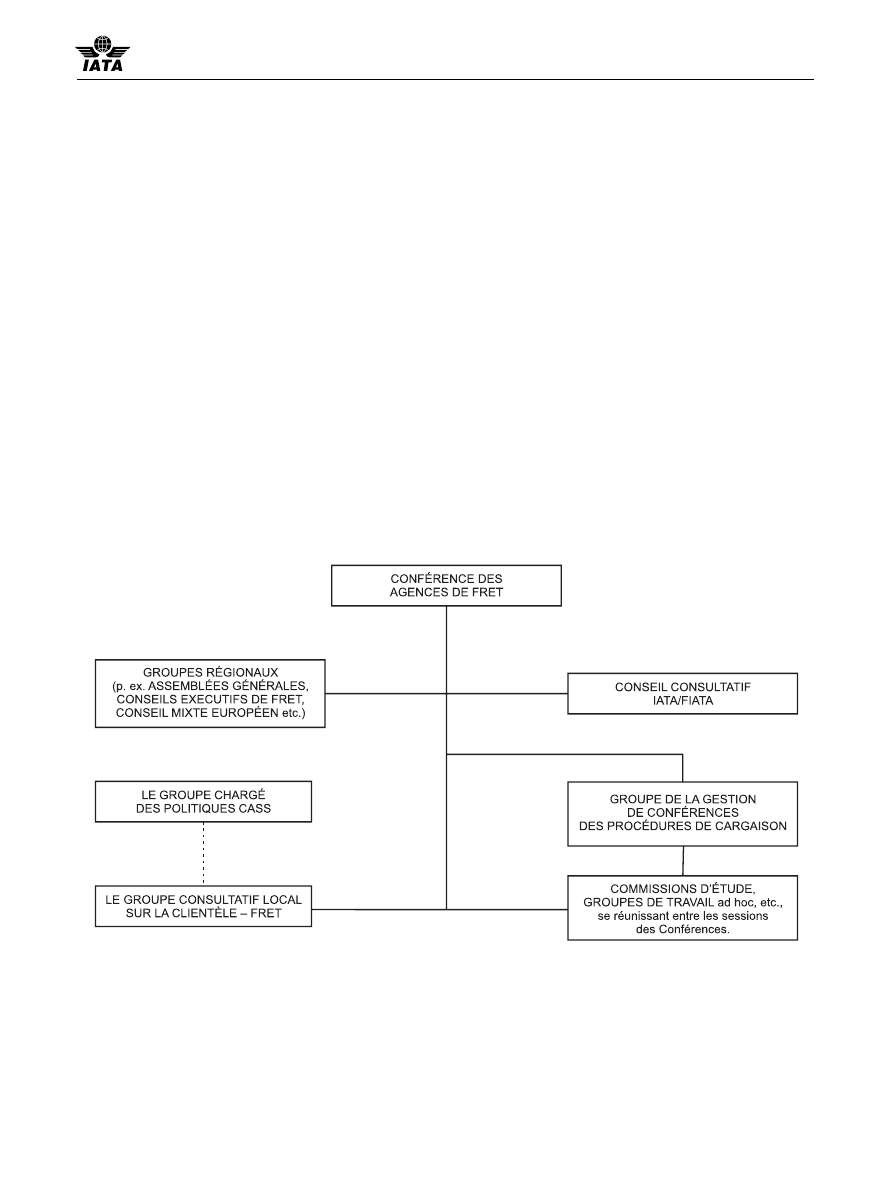 IATA
CONFÉRENCE DES
AGENCES DE FRET
GROUPES RÉGIONAUX
(p. ex. ASSEMBLÉES GÉNÉRALES,
CONSEILS EXECUTIFS DE FRET,
CONSEIL MIXTE EUROPÉEN etc.)
CONSEIL CONSULTATIF
IATA/FIATA
LE GROUPE CHARGÉ
DES POLITIQUES CASS
GROUPE DE LA GESTION
DE CONFÉRENCES
DES PROCÉDURES DE CARGAISON
LE GROUPE CONSULTATIF LOCAL
SUR LA CLIENTÈLE – FRET
COMMISSIONS D'ÉTUDE,
GROUPES DE TRAVAIL ad hoc, etc.,
se réunissant entre les sessions
des Conférences.